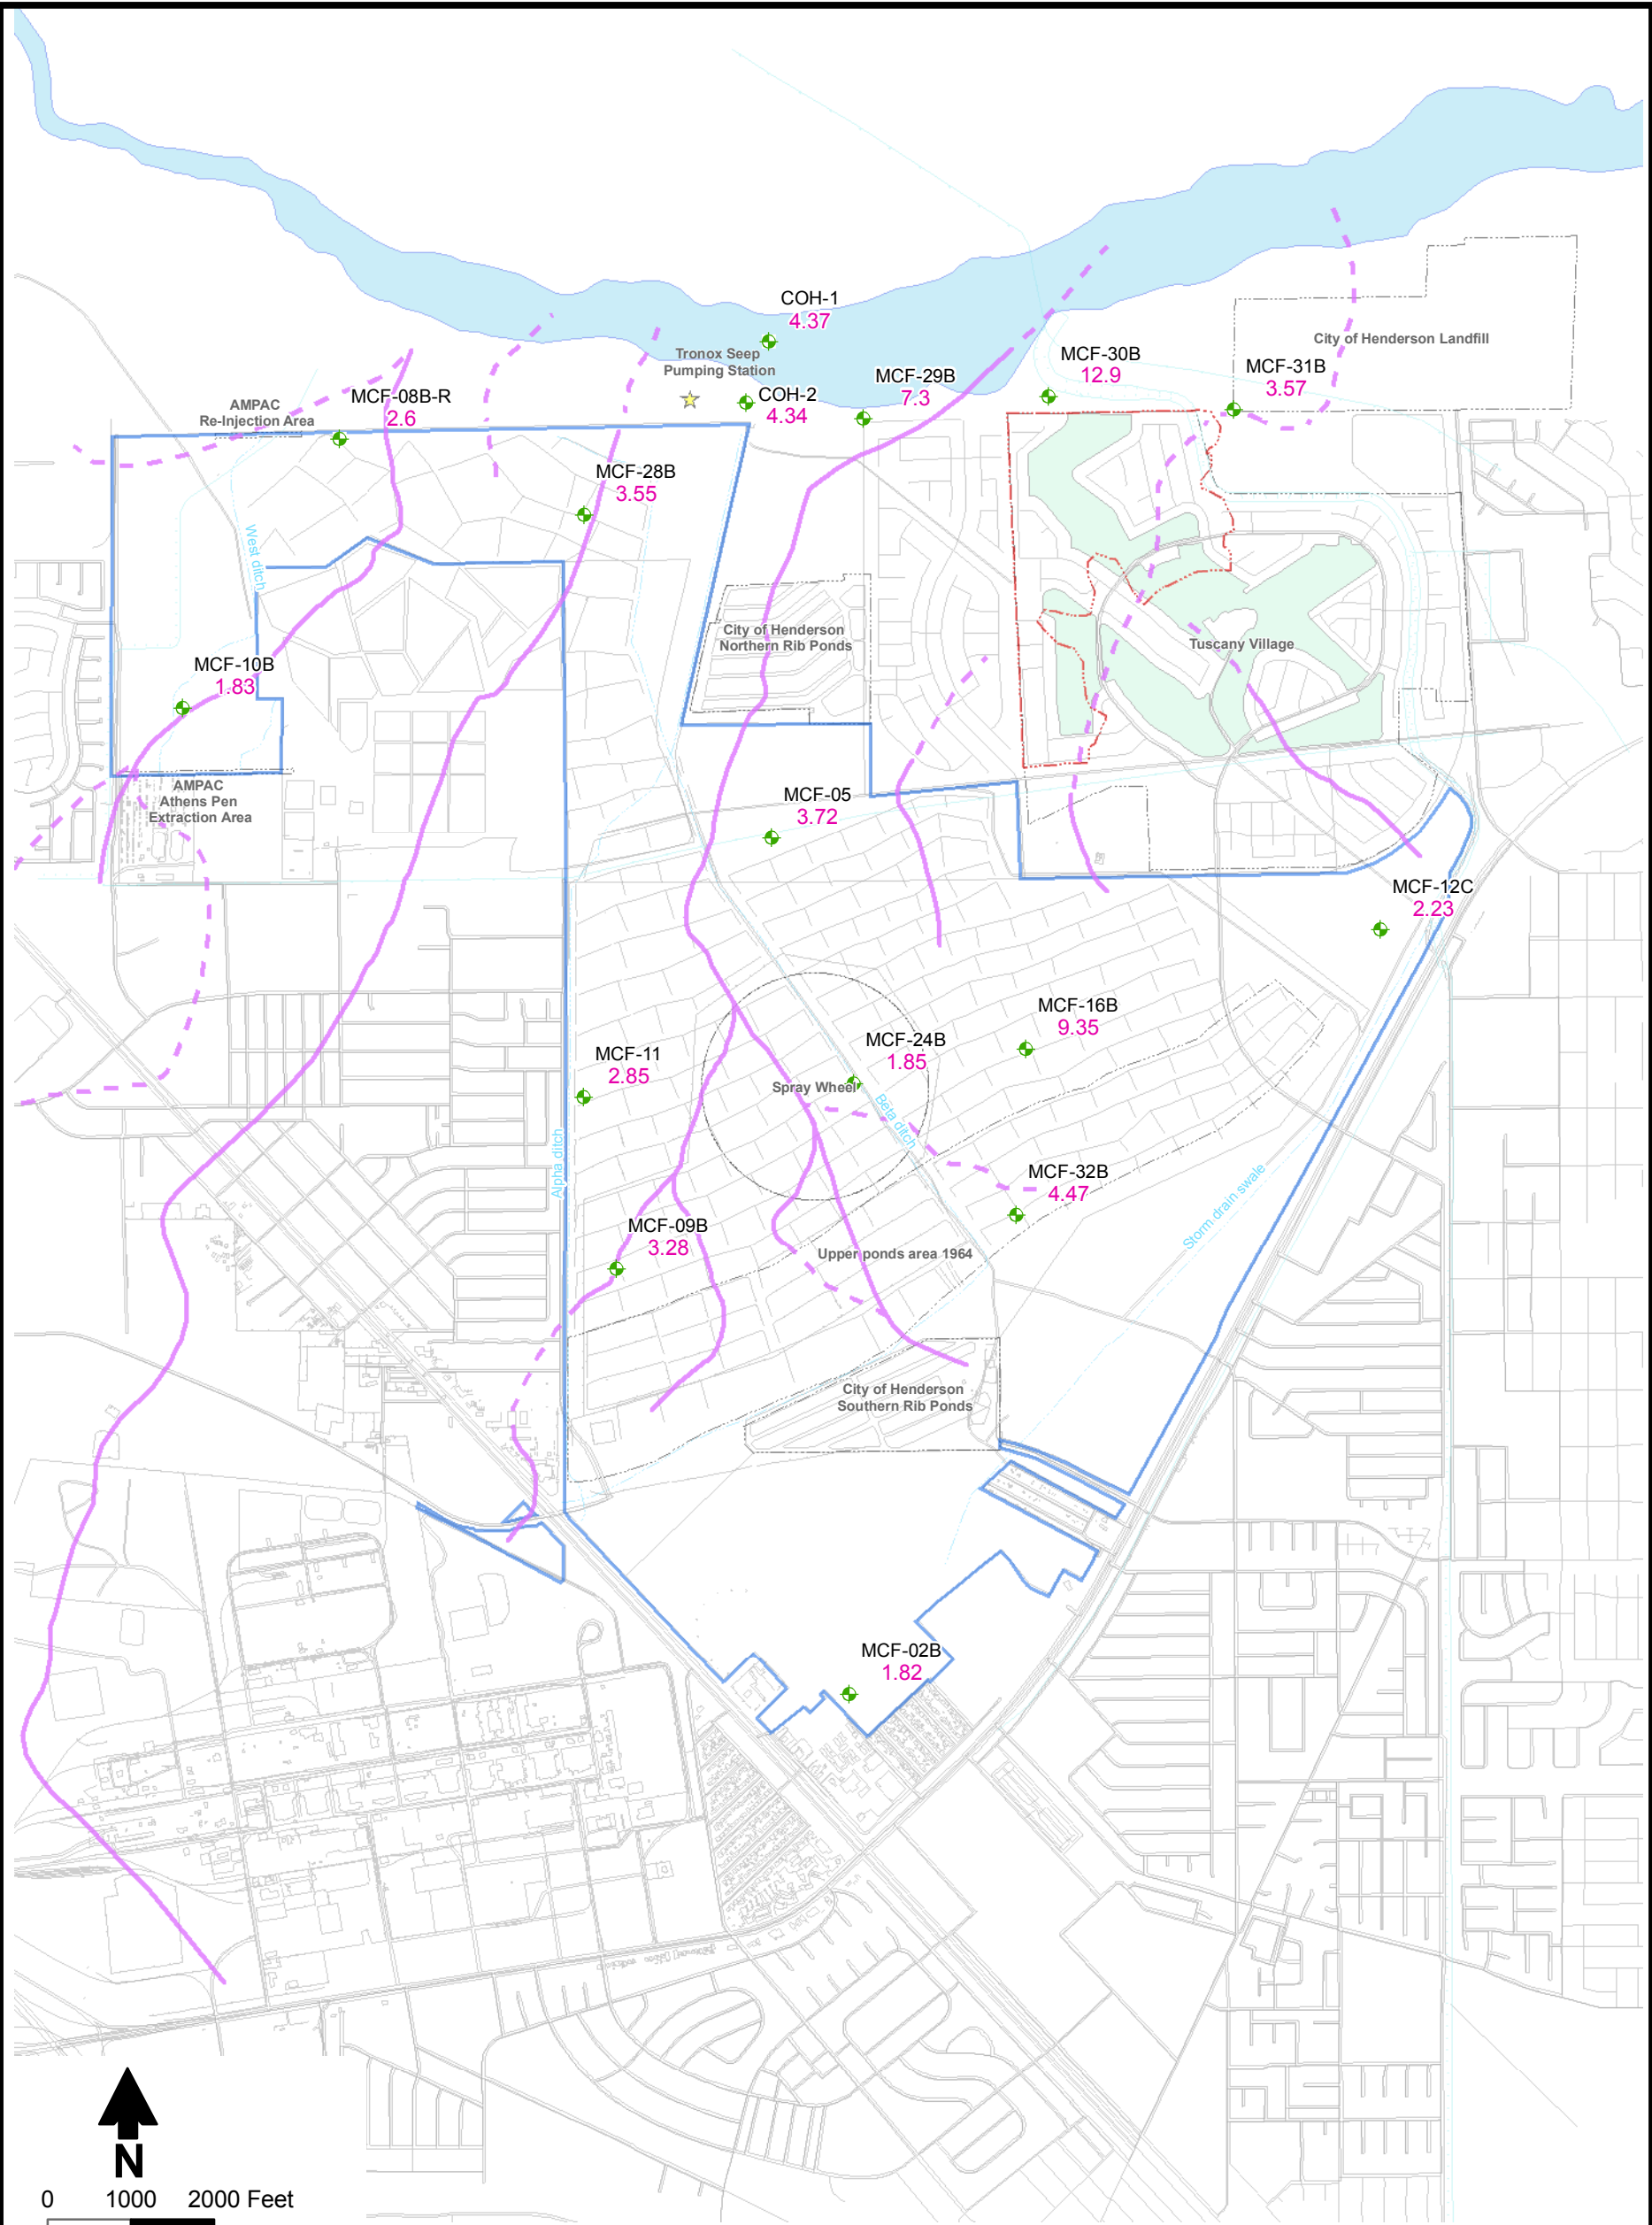 COH-1
4.37
City of Henderson Landfill
Tronox Seep
Pumping Station
MCF-30B
12.9
MCF-31B
3.57
MCF-29B
7.3
COH-2
4.34
MCF-08B-R
2.6
AMPAC
Re-Injection Area
MCF-28B
3.55
West ditch
City of Henderson
Northern Rib Ponds
Tuscany Village
MCF-10B
1.83
AMPAC
Athens Pen
Extraction Area
MCF-05
3.72
MCF-12C
2.23
MCF-16B
9.35
MCF-24B
1.85
MCF-11
2.85
Spray Wheel
Beta ditch
Alpha ditch
MCF-32B
4.47
Storm drain swale
MCF-09B
3.28
Upper ponds area 1964
City of Henderson
Southern Rib Ponds
MCF-02B
1.82
N
0 1000 2000 Feet